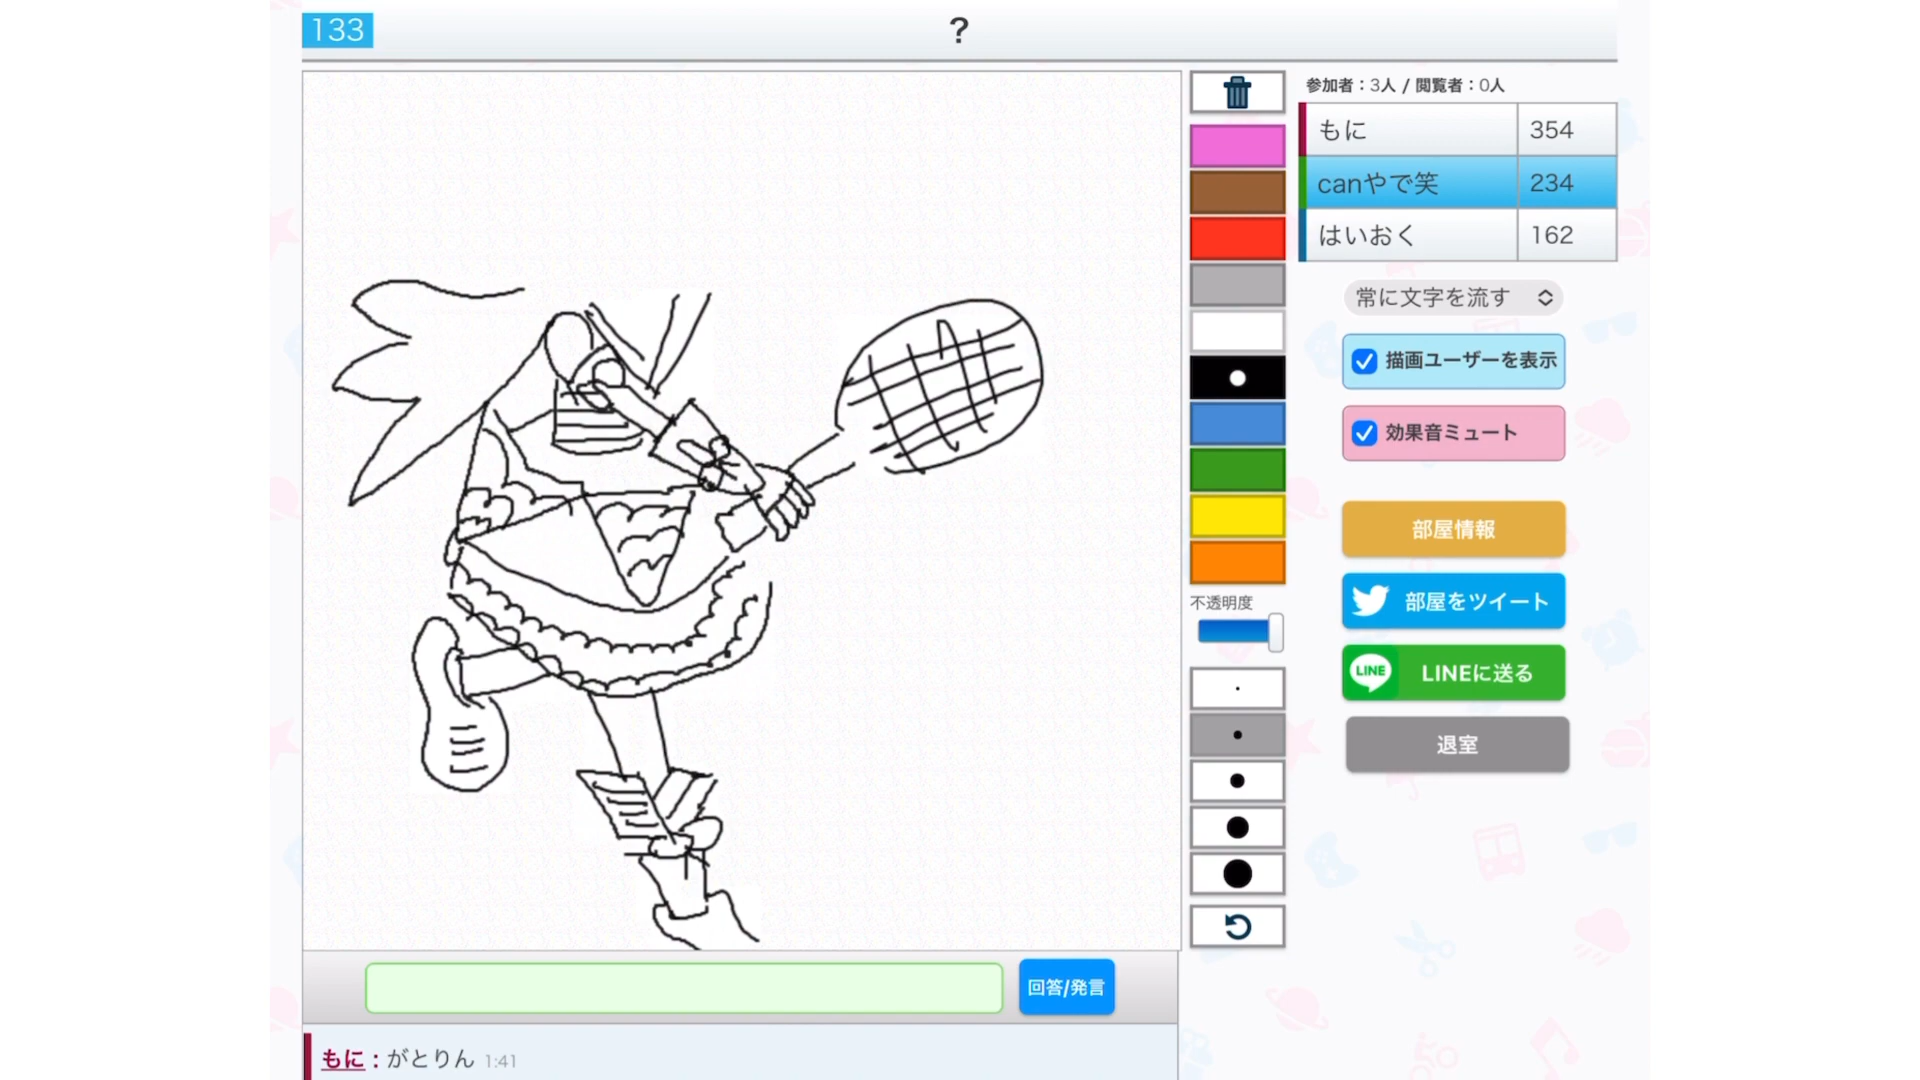 133
?
参加者：3人 / 閲覧者：0人
もに 354
canやで笑 234
はいおく 162
常に文字を流す
描画ユーザーを表示
効果音ミュート
部屋情報
部屋をツイート
LINE LINEに送る
退室
不透明度
回答/発言
もに：がとりん 1:41